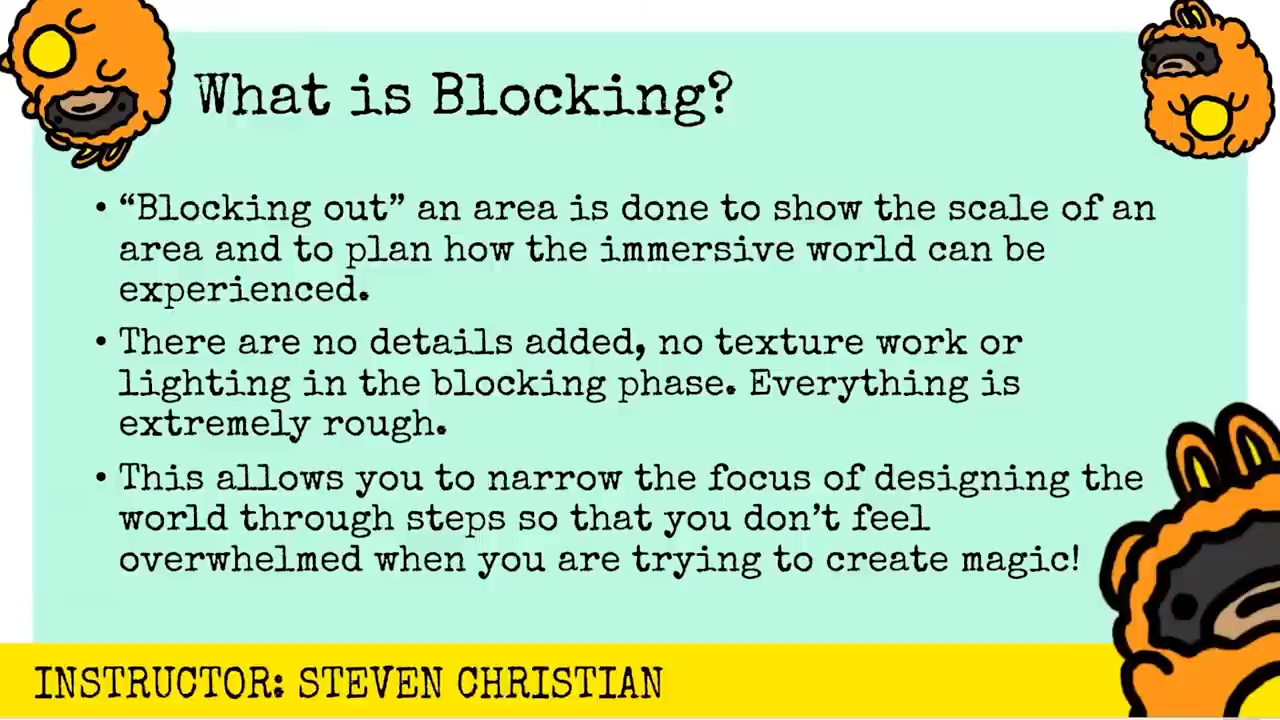 What is Blocking?
• “Blocking out” an area is done to show the scale of an
area and to plan how the immersive world can be
experienced.
• There are no details added, no texture work or
lighting in the blocking phase. Everything is
extremely rough.
• This allows you to narrow the focus of designing the
world through steps so that you don’t feel
overwhelmed when you are trying to create magic!
INSTRUCTOR: STEVEN CHRISTIAN